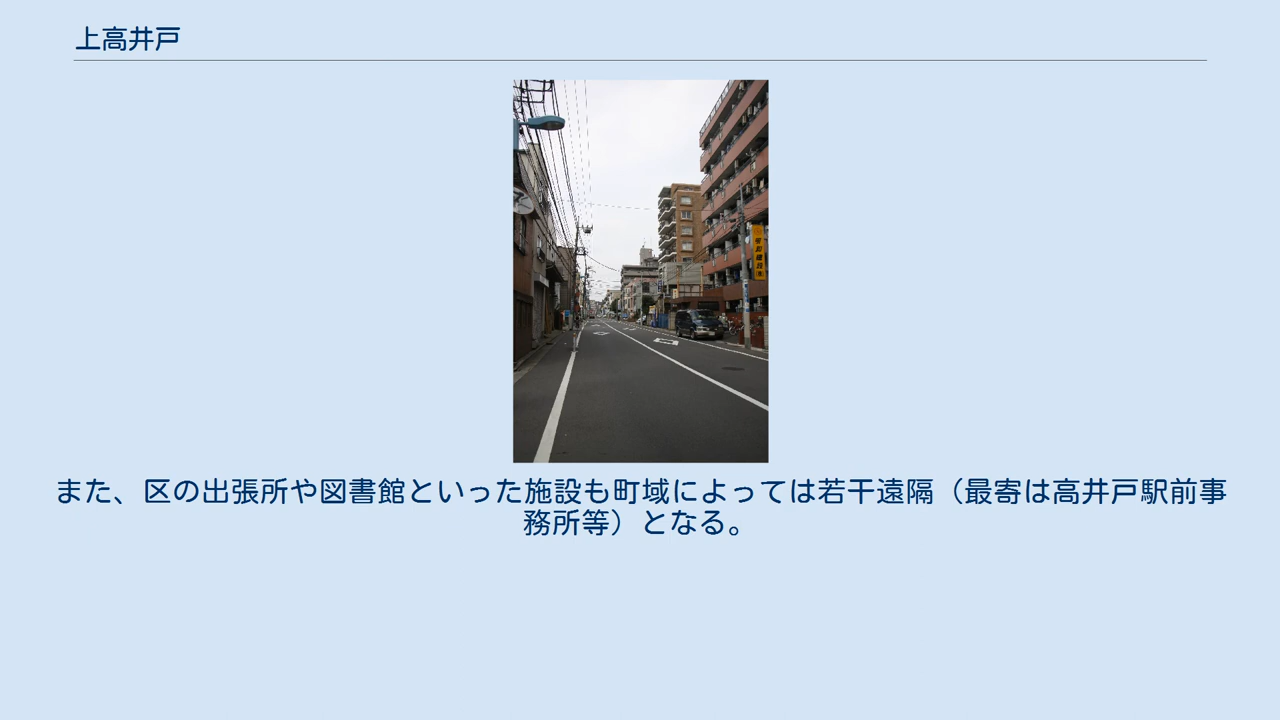 上高井戸
また、区の出張所や図書館といった施設も町域によっては若干遠隔（最寄は高井戸駅前事
務所等）となる。